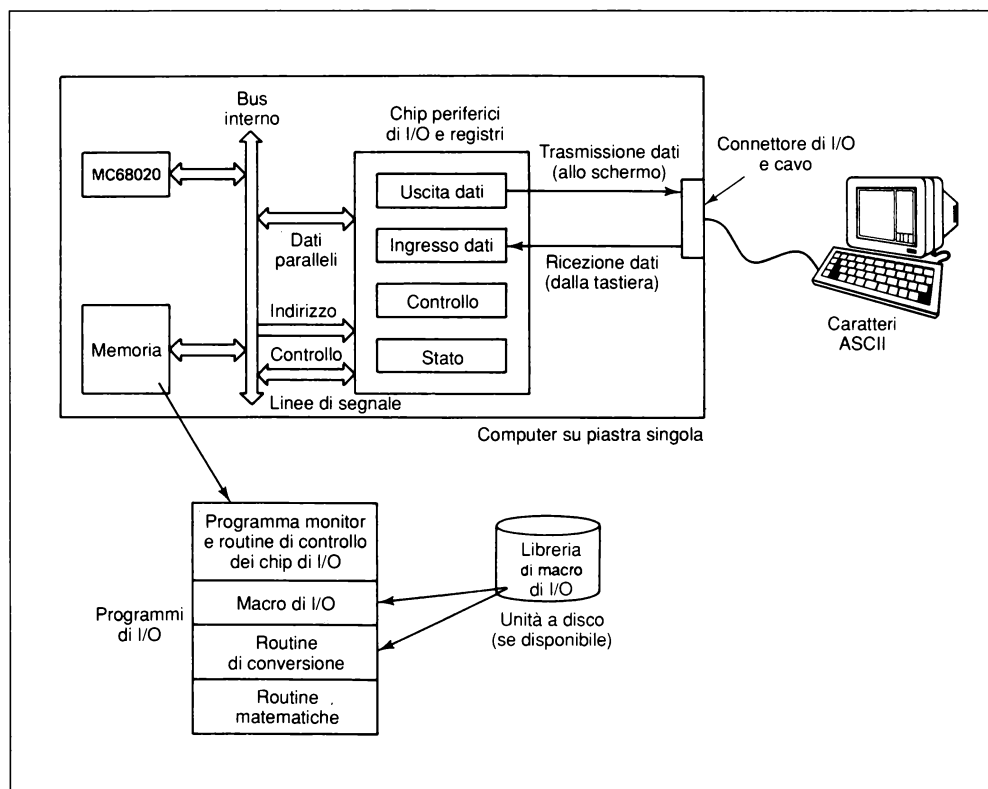 Bus
interno
Chip periferici
di I/O e registri
MC68020
Trasmissione dati
(allo schermo)
Connettore di I/O
e cavo
Uscita dati
Dati
paralleli
Ingresso dati
Ricezione dati
(dalla tastiera)
Memoria
Indirizzo
Controllo
Controllo
Stato
Linee di segnale
Caratteri
ASCII
Computer su piastra singola
Programma monitor
e routine di controllo
dei chip di I/O
Programmi
di I/O
Macro di I/O
Routine
di conversione
Routine
matematiche
Libreria
di macro
di I/O
Unità a disco
(se disponibile)